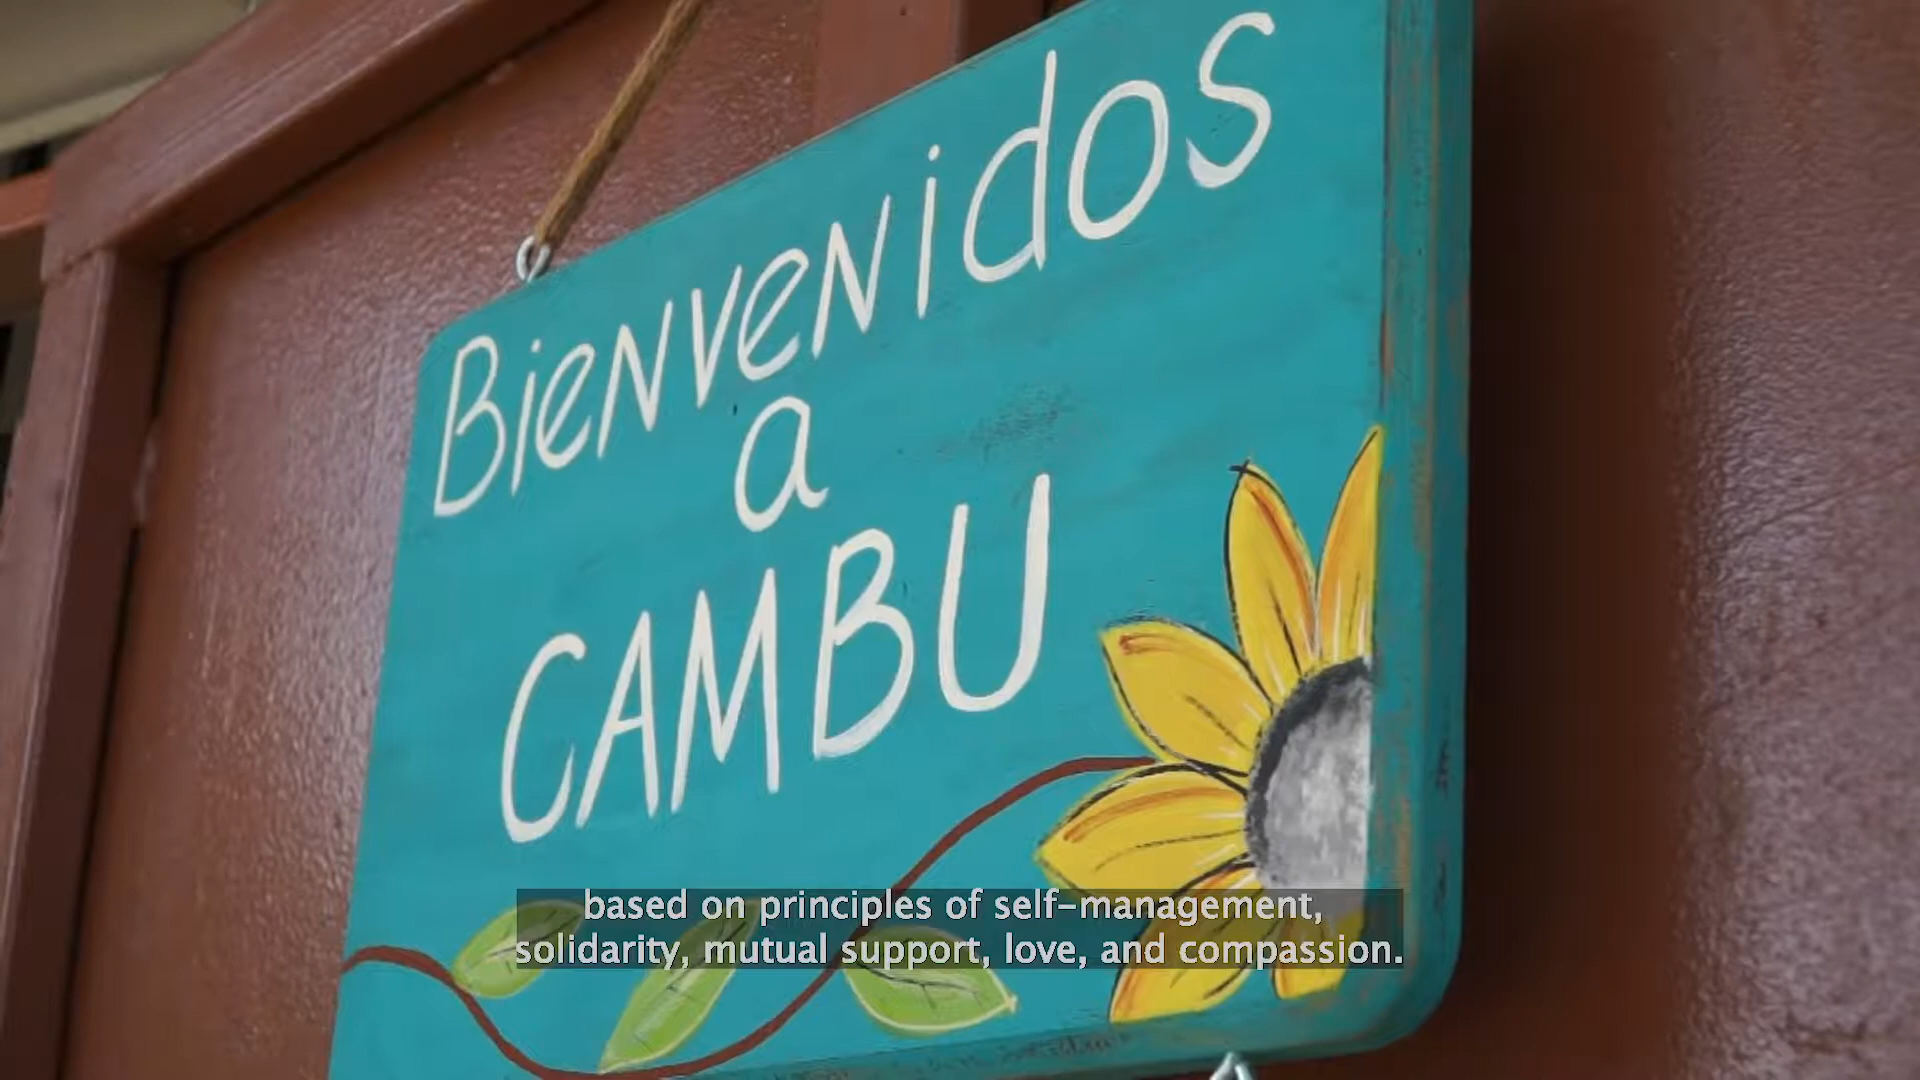 Bienvenidos
a
CAMBU
based on principles of self-management,
solidarity, mutual support, love, and compassion.